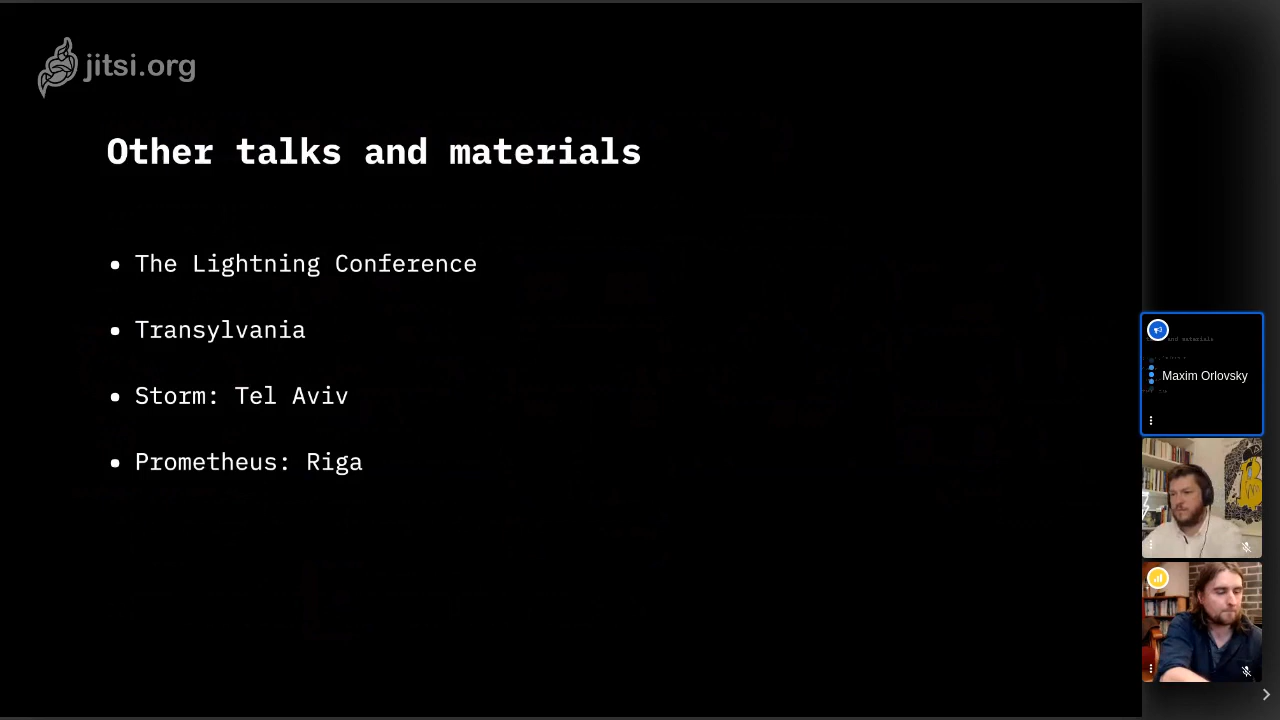 jitsi.org
Other talks and materials
• The Lightning Conference
• Transylvania
• Storm: Tel Aviv
• Prometheus: Riga
Maxim Orlovsky